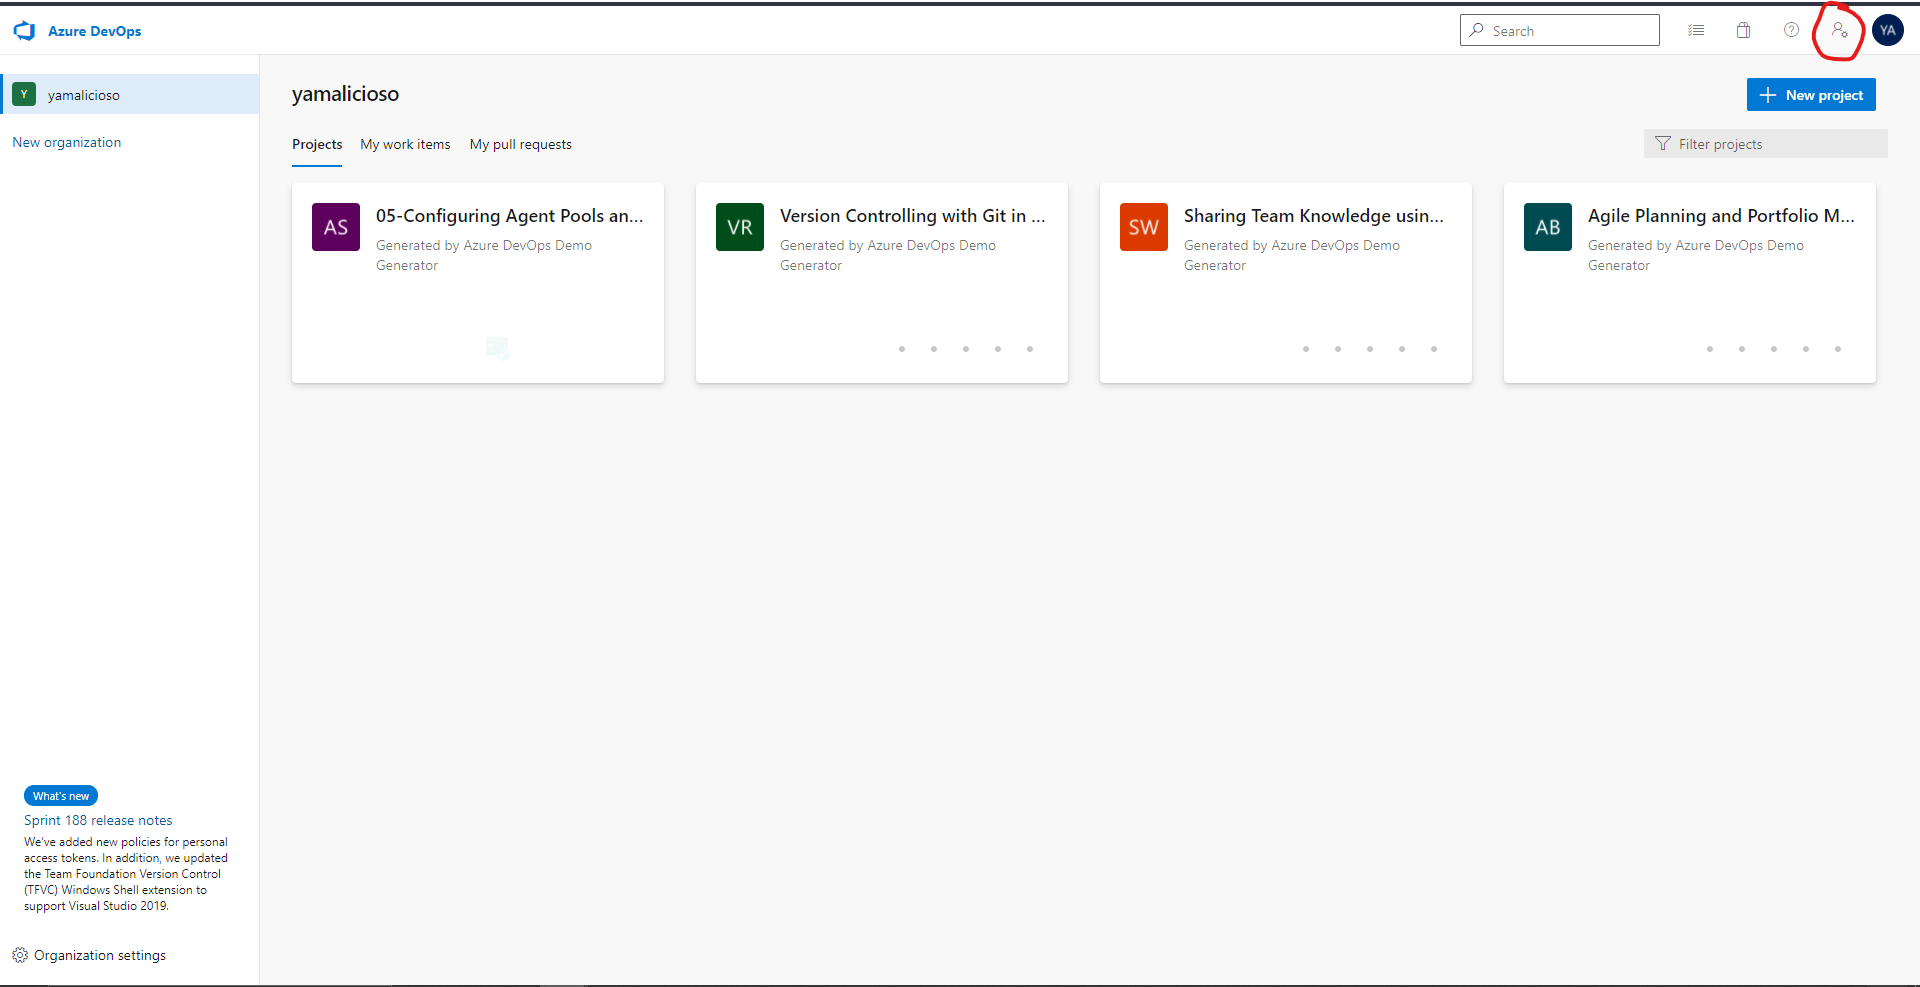 Azure DevOps
Search
YA
Y
yamalicioso
New organization
yamalicioso
New project
Projects
My work items
My pull requests
Filter projects
AS
05-Configuring Agent Pools an...
Generated by Azure DevOps Demo
Generator
VR
Version Controlling with Git in ...
Generated by Azure DevOps Demo
Generator
SW
Sharing Team Knowledge usin...
Generated by Azure DevOps Demo
Generator
AB
Agile Planning and Portfolio M...
Generated by Azure DevOps Demo
Generator
What's new
Sprint 188 release notes
We've added new policies for personal
access tokens. In addition, we updated
the Team Foundation Version Control
(TFVC) Windows Shell extension to
support Visual Studio 2019.
Organization settings